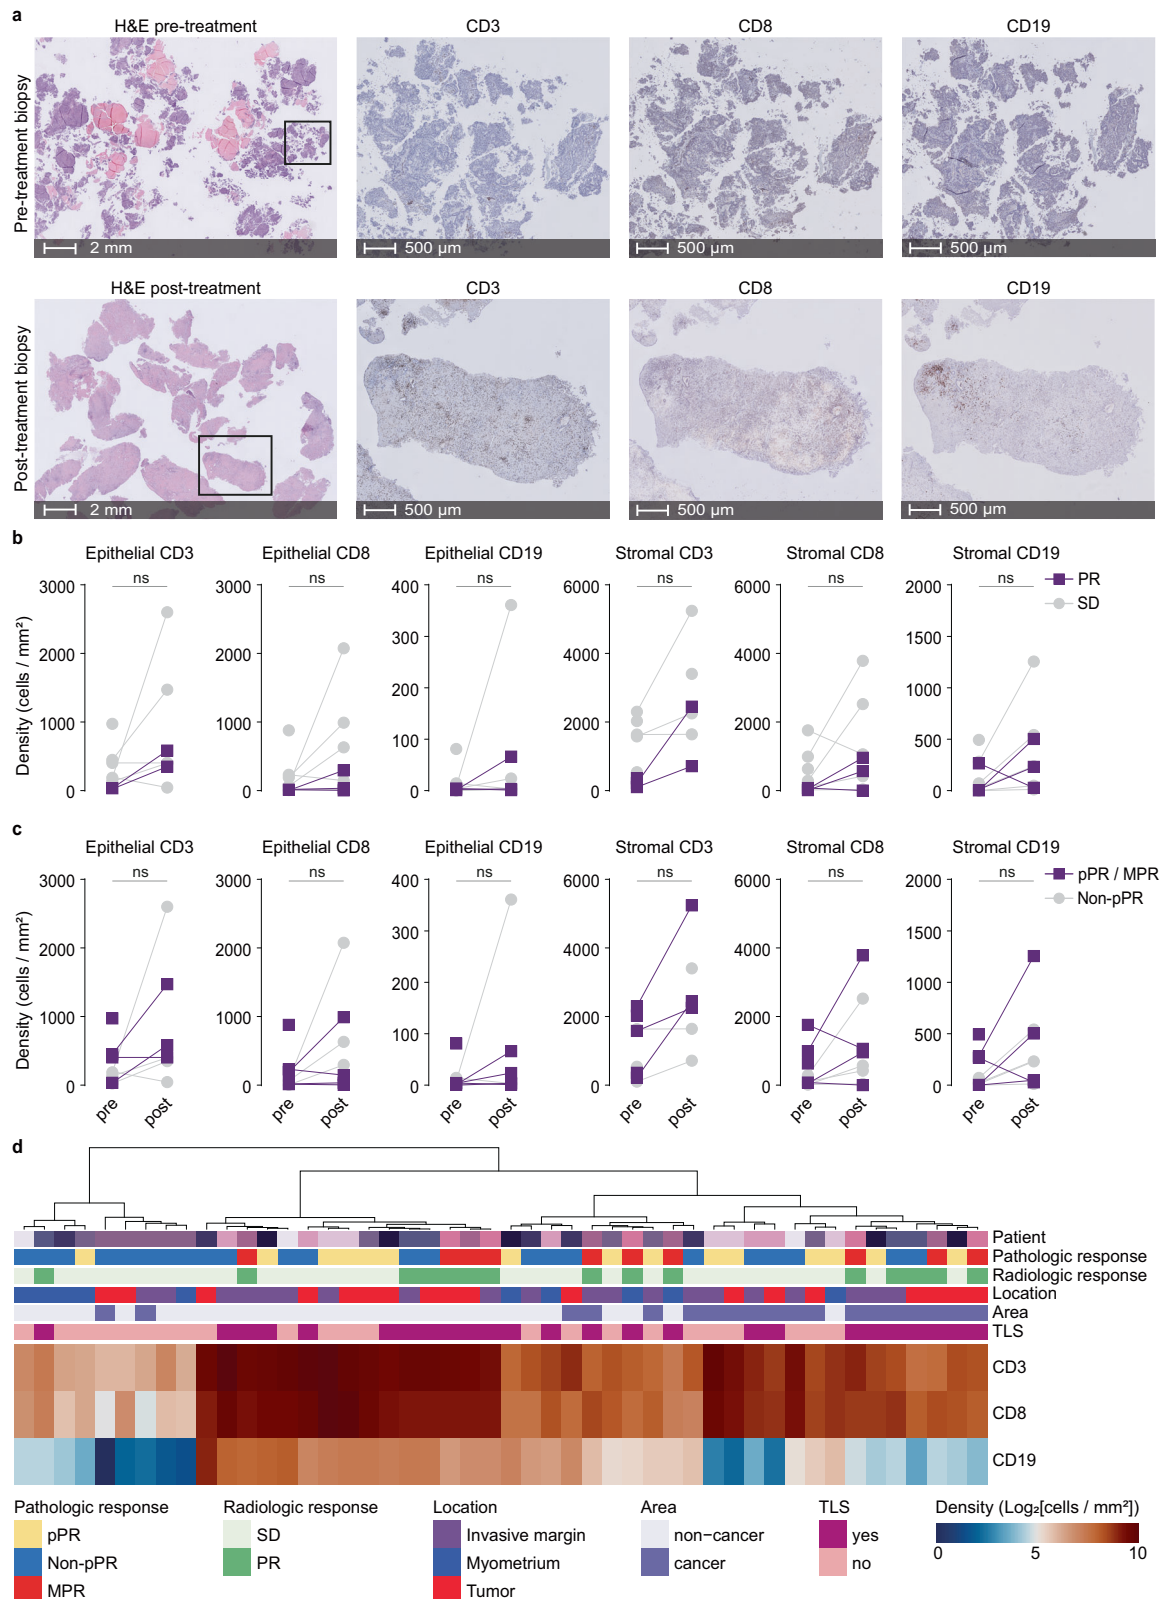 a
H&E pre-treatment CD3 CD8 CD19
Pre-treatment biopsy
2 mm 500 µm 500 µm 500 µm
H&E post-treatment CD3 CD8 CD19
Post-treatment biopsy
2 mm 500 µm 500 µm 500 µm
b
Epithelial CD3 Epithelial CD8 Epithelial CD19 Stromal CD3 Stromal CD8 Stromal CD19
ns ns ns ns ns ns
Density (cells / mm²)
3000 3000 400 6000 6000 2000
300 1500
2000 2000 4000 4000
200 1000
1000 1000 2000 2000
100 500
0 0 0 0 0 0
PR
SD
c
Epithelial CD3 Epithelial CD8 Epithelial CD19 Stromal CD3 Stromal CD8 Stromal CD19
ns ns ns ns ns ns
Density (cells / mm²)
3000 3000 400 6000 6000 2000
300 1500
2000 2000 4000 4000
200 1000
1000 1000 2000 2000
100 500
0 0 0 0 0 0
pre post pre post pre post pre post pre post pre post
pPR / MPR
Non-pPR
d
Patient
Pathologic response
Radiologic response
Location
Area
TLS
CD3
CD8
CD19
Pathologic response
pPR
Non-pPR
MPR
Radiologic response
SD
PR
Location
Invasive margin
Myometrium
Tumor
Area
non−cancer
cancer
TLS
yes
no
Density (Log₂[cells / mm²])
0 5 10